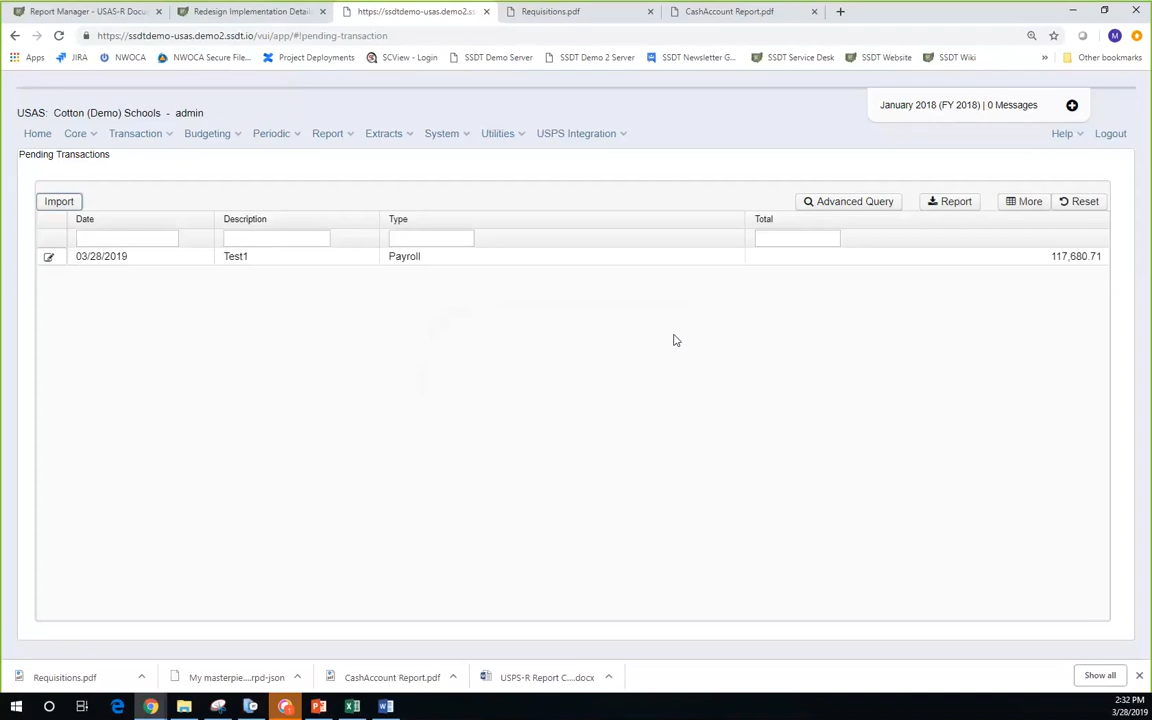 Report Manager - USAS-R Docu
Redesign Implementation Detail
https://ssdtdemo-usas.demo2.ss
Requisitions.pdf
CashAccount Report.pdf
https://ssdtdemo-usas.demo2.ssdt.io/vui/app/#!pending-transaction
M
Apps
JIRA
NWOCA
NWOCA Secure File...
Project Deployments
SCView - Login
SSDT Demo Server
SSDT Demo 2 Server
SSDT Newsletter G...
SSDT Service Desk
SSDT Website
SSDT Wiki
»
Other bookmarks
January 2018 (FY 2018) | 0 Messages
USAS: Cotton (Demo) Schools - admin
Home Core Transaction Budgeting Periodic Report Extracts System Utilities USPS Integration Help Logout
Pending Transactions
Import
Advanced Query
Report
More
Reset
Date Description Type Total
03/28/2019 Test1 Payroll 117,680.71
Requisitions.pdf
My masterpie....rpd-json
CashAccount Report.pdf
USPS-R Report C....docx
Show all
2:32 PM
3/28/2019